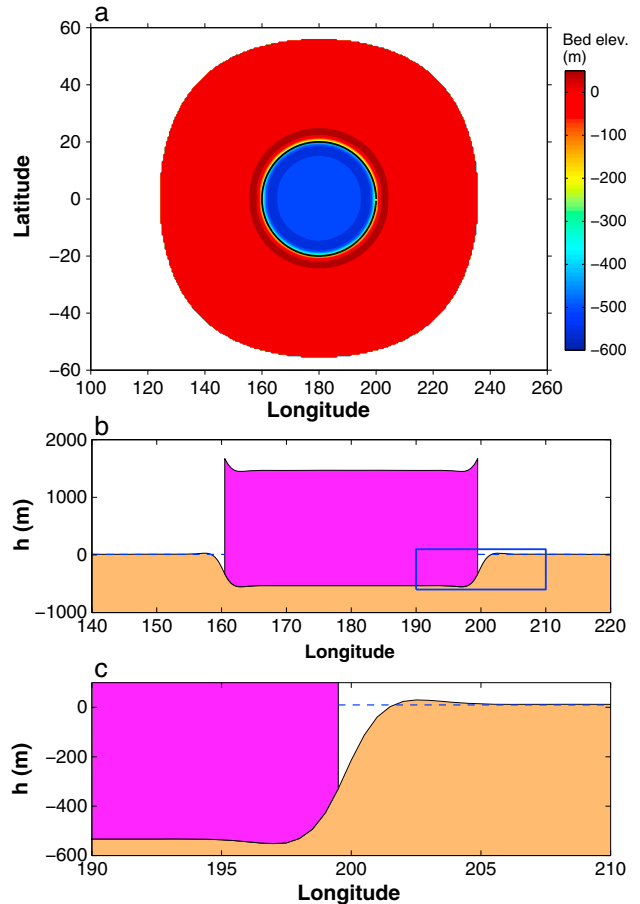 a
Bed elev.
(m)
60
40
20
0
−20
−40
−60
Latitude
100 120 140 160 180 200 220 240 260
Longitude
0
−100
−200
−300
−400
−500
−600
b
2000
1000
0
−1000
h (m)
140 150 160 170 180 190 200 210 220
Longitude
c
0
−200
−400
−600
h (m)
190 195 200 205 210
Longitude